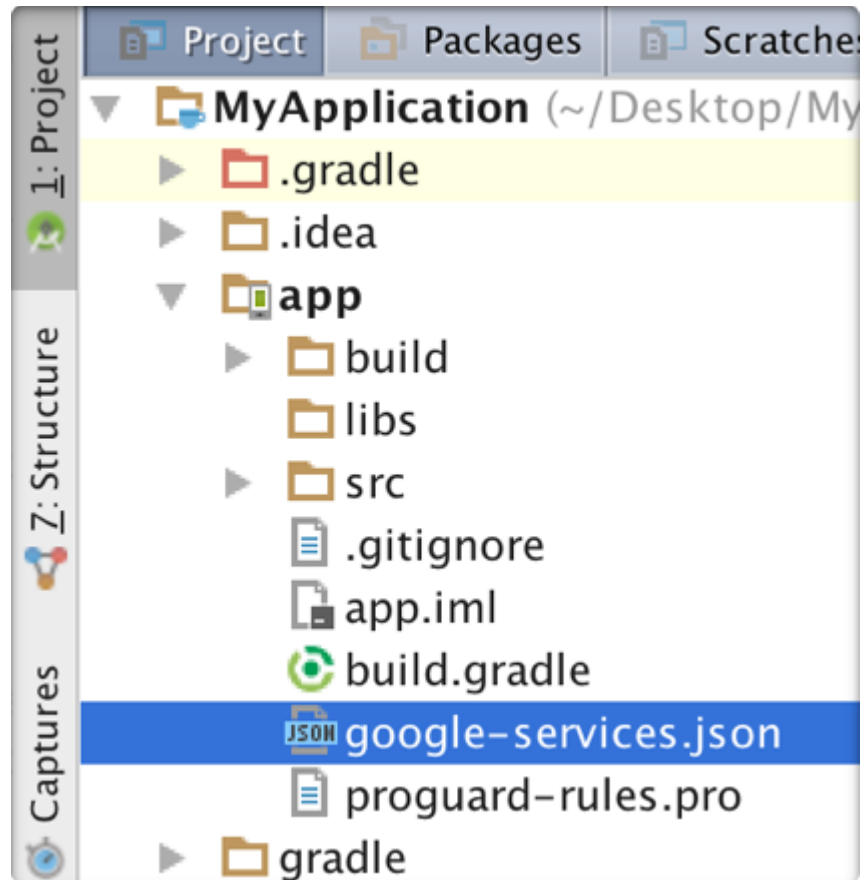 Project Packages Scratches
MyApplication (~/Desktop/My
.gradle
.idea
app
build
libs
src
.gitignore
app.iml
build.gradle
JSON google-services.json
proguard-rules.pro
gradle
1: Project
7: Structure
Captures